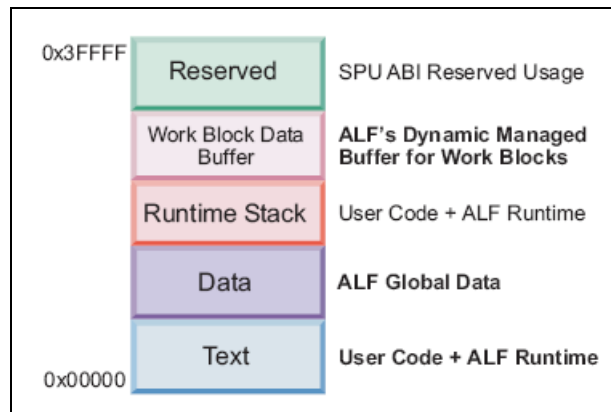 0x3FFFF
Reserved
SPU ABI Reserved Usage
Work Block Data
Buffer
ALF's Dynamic Managed
Buffer for Work Blocks
Runtime Stack
User Code + ALF Runtime
Data
ALF Global Data
Text
User Code + ALF Runtime
0x00000